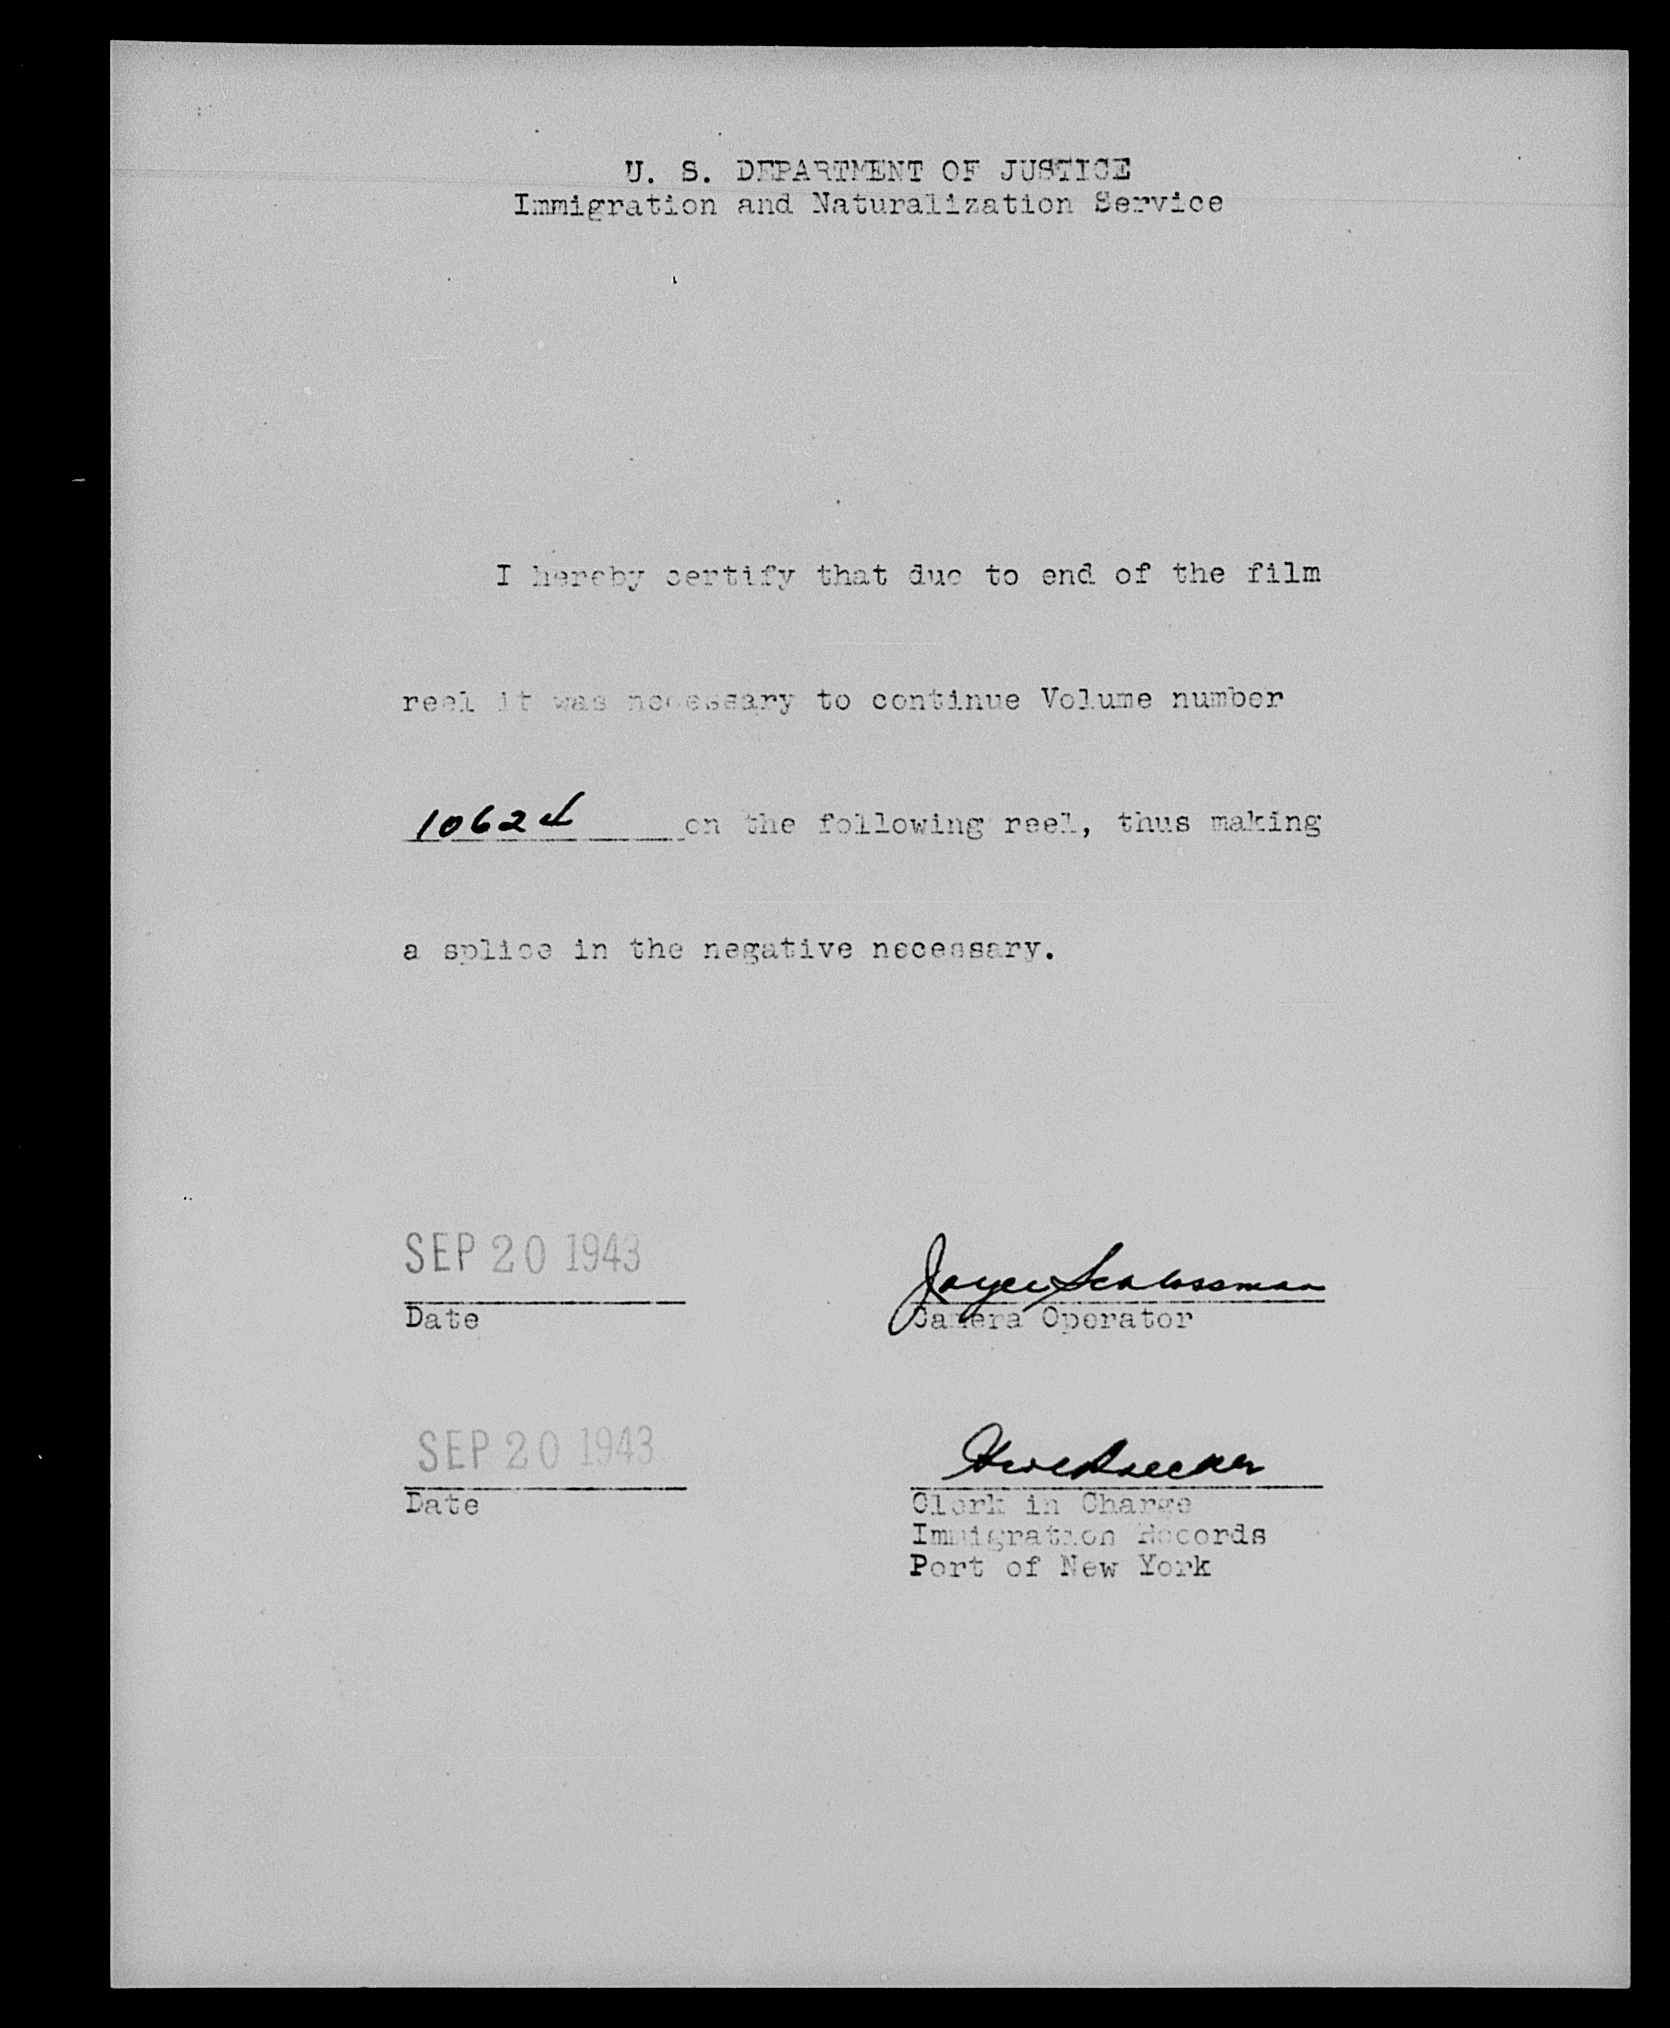 U. S. DEPARTMENT OF JUSTICE
Immigration and Naturalization Service
I hereby certify that due to end of the film
reel it was necessary to continue Volume number
10624 on the following reel, thus making
a splice in the negative necessary.
SEP 20 1943
Date
Joyce
Camera Operator
SEP 20 1943
Date
Clerk in Charge
Immigration Records
Port of New York